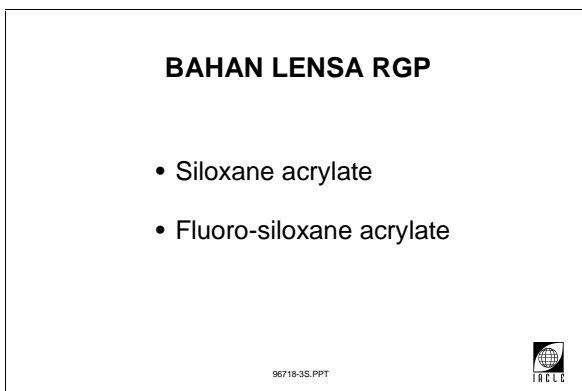 BAHAN LENSA RGP
• Siloxane acrylate
• Fluoro-siloxane acrylate
96718-3S.PPT
IACLE